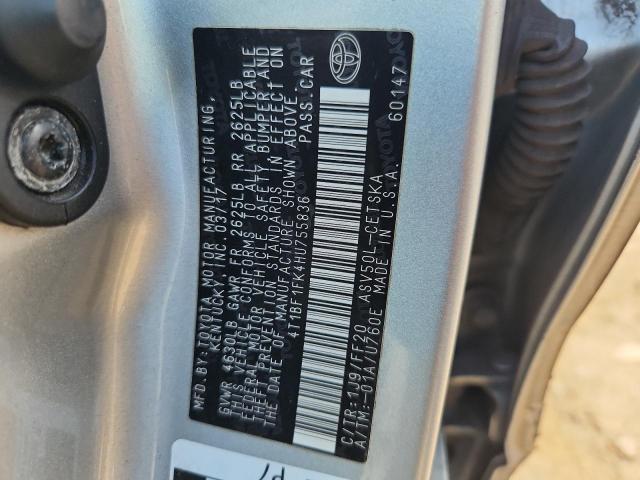 MFD. BY: TOYOTA MOTOR MANUFACTURING,
KENTUCKY, INC. 03/17
GVWR 4630LB GAWR FR 2625LB RR 2625LB
THIS VEHICLE CONFORMS TO ALL APPLICABLE
FEDERAL MOTOR VEHICLE SAFETY BUMPER, AND
THEFT PREVENTION STANDARDS IN EFFECT ON
THE DATE OF MANUFACTURE SHOWN ABOVE.
4T1BF1FK4HU755836 PASS. CAR
C/TR: 1J9/FF20 ASV50L-CETSKA
A/TM: -01A/U760E MADE IN U.S.A.
60147